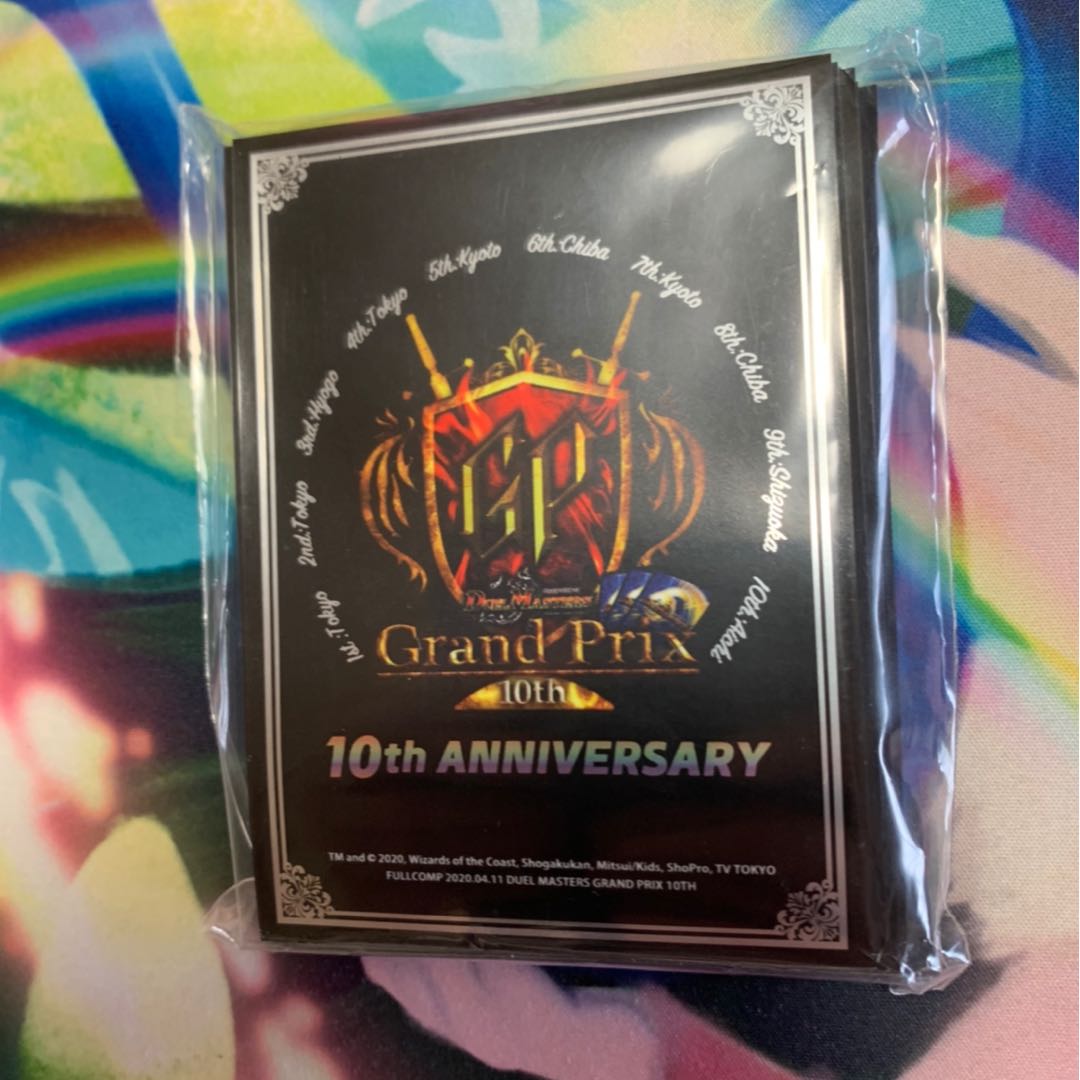 1st.:Tokyo
2nd.:Tokyo
3rd.:Hyogo
4th.:Tokyo
5th.:Kyoto
6th.:Chiba
7th.:Kyoto
8th.:Chiba
9th.:Shizuoka
10th.:Aichi
GP
DUEL MASTERS
Grand Prix
10th
10th ANNIVERSARY
TM and © 2020, Wizards of the Coast, Shogakukan, Mitsui/Kids, ShoPro, TV TOKYO
FULLCOMP 2020.04.11 DUEL MASTERS GRAND PRIX 10TH